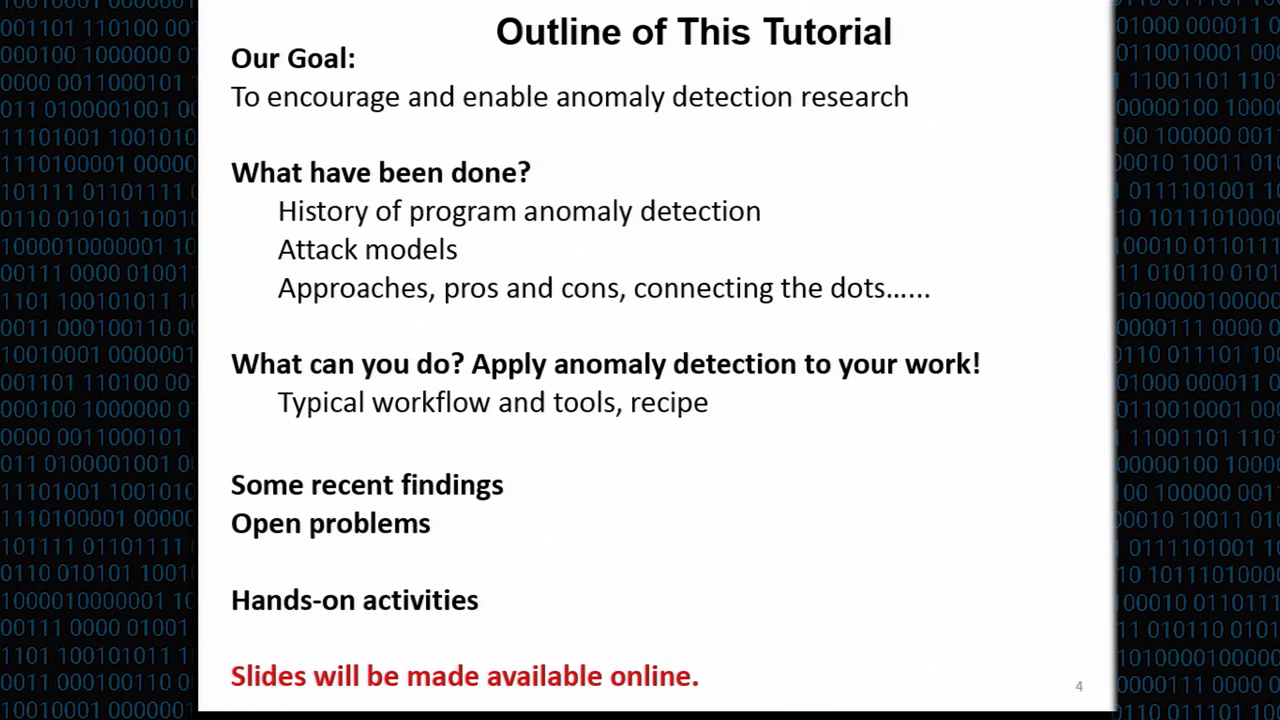 Outline of This Tutorial
Our Goal:
To encourage and enable anomaly detection research
What have been done?
History of program anomaly detection
Attack models
Approaches, pros and cons, connecting the dots…...
What can you do? Apply anomaly detection to your work!
Typical workflow and tools, recipe
Some recent findings
Open problems
Hands-on activities
Slides will be made available online.
4